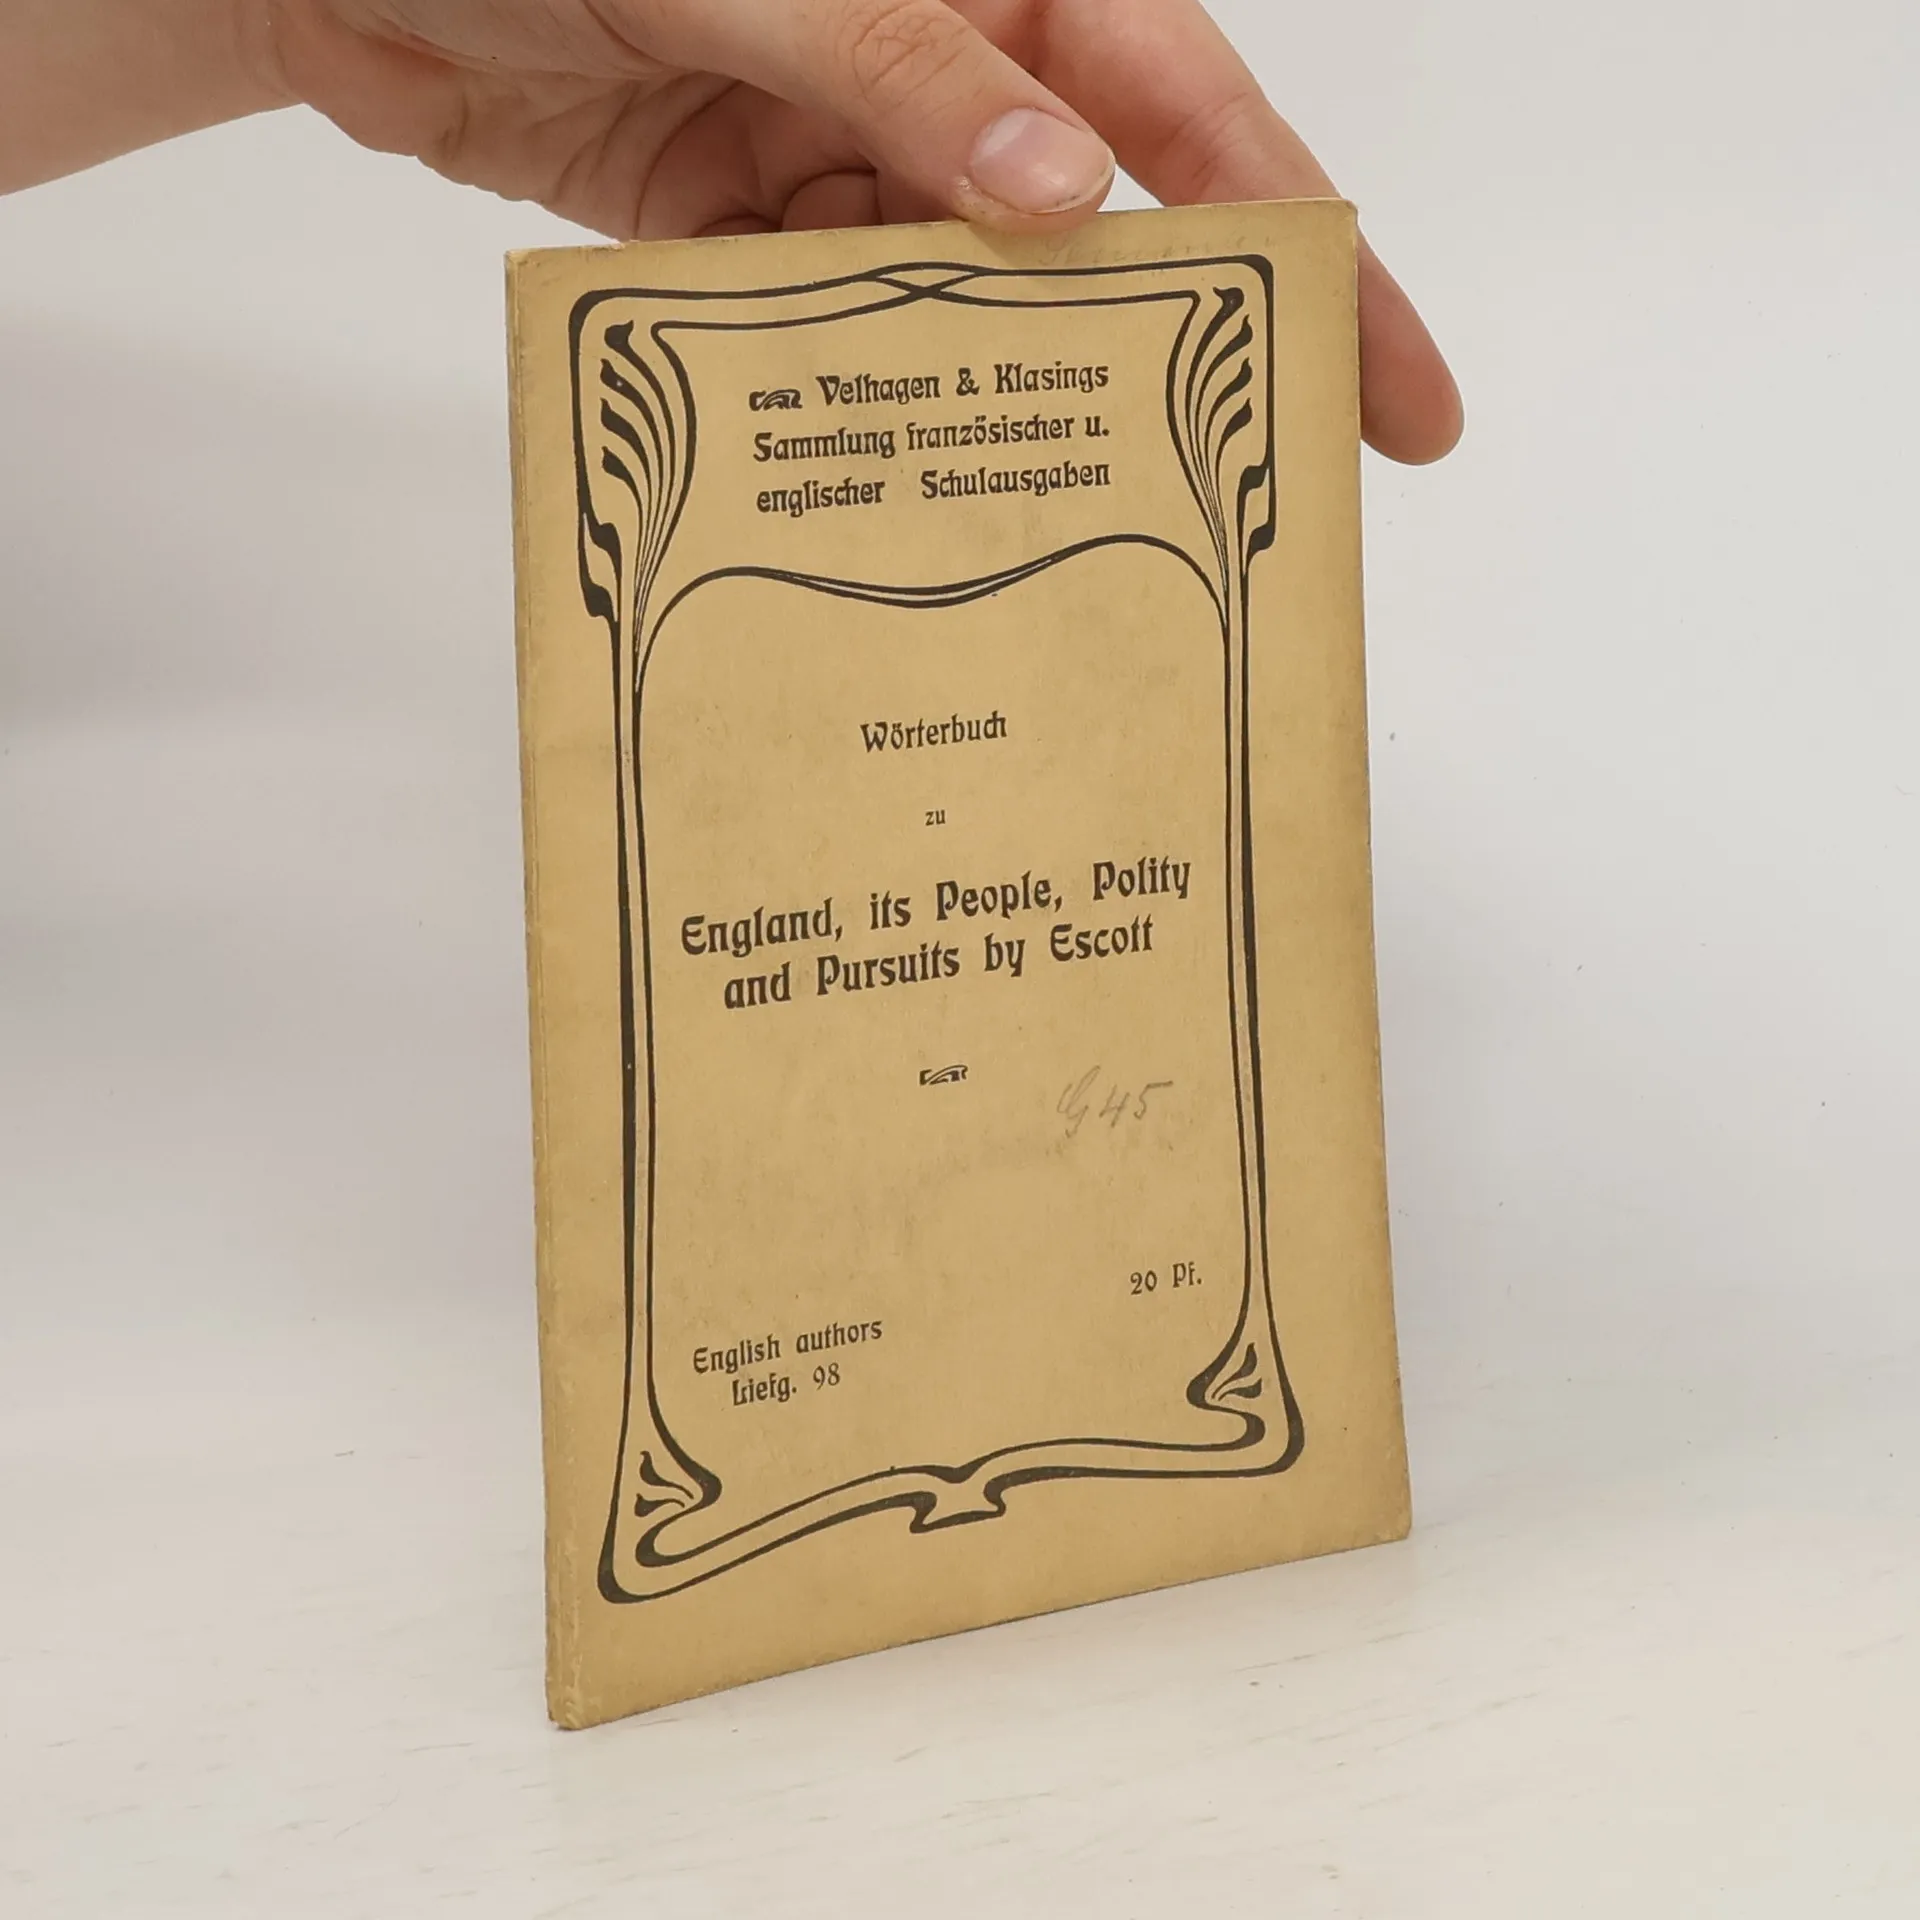 Velhagen & Klasings
Sammlung französischer u.
englischer Schulausgaben
Wörterbuch
zu
England, its People, Polity
and Pursuits by Escott
G 45
20 Pf.
English authors
Liefg. 98